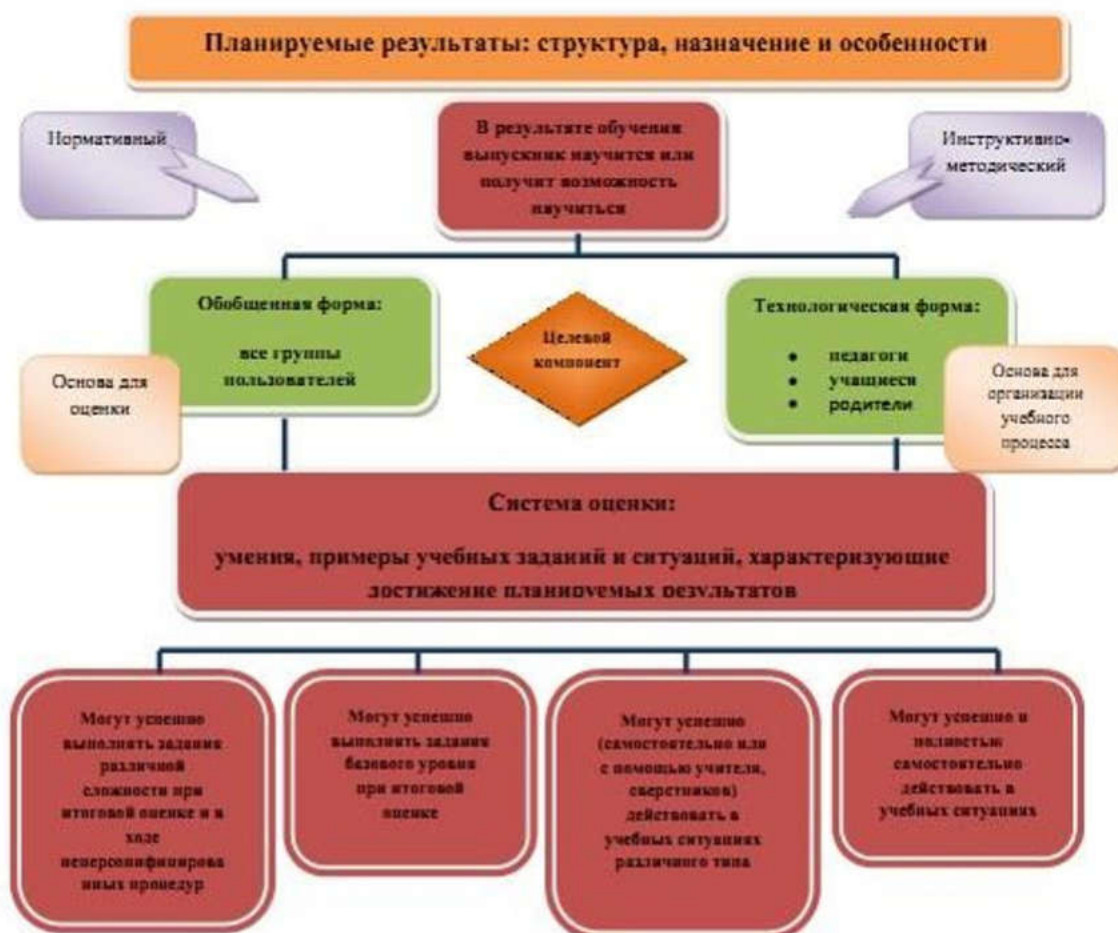 Планируемые результаты: структура, назначение и особенности
Нормативный
В результате обучения
выпускник научится или
получит возможность
научиться
Инструктивно-
методический
Обобщенная форма:
все группы
пользователей
Целевой
компонент
Технологическая форма:
• педагоги
• учащиеся
• родители
Основа для
оценки
Основа для
организации
учебного
процесса
Система оценки:
умения, примеры учебных заданий и ситуаций, характеризующие
достижение планируемых результатов
Могут успешно
выполнять задания
различной
сложности при
итоговой оценке и в
ходе
неперсонифицирова
нных процедур
Могут успешно
выполнять задания
базового уровня
при итоговой
оценке
Могут успешно
(самостоятельно или
с помощью учителя,
сверстников)
действовать в
учебных ситуациях
различного типа
Могут успешно и
полностью
самостоятельно
действовать в
учебных ситуациях